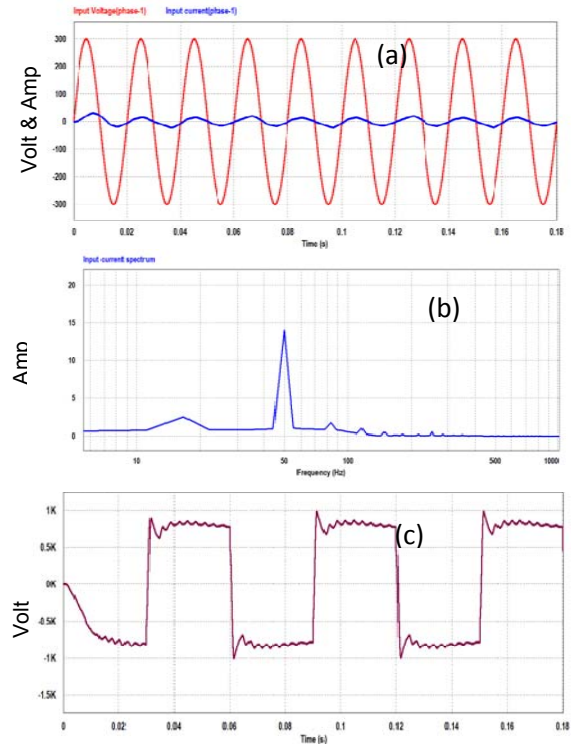 Input Voltage(phase-1) Input current(phase-1)
(a)
Volt & Amp
300
200
100
0
-100
-200
-300
0 0.02 0.04 0.06 0.08 0.1 0.12 0.14 0.16 0.18
Time (s)
Input current spectrum
(b)
Amp
20
15
10
5
0
10 50 100 500 1000
Frequency (Hz)
(c)
Volt
1K
0.5K
0K
-0.5K
-1K
-1.5K
0 0.02 0.04 0.06 0.08 0.1 0.12 0.14 0.16 0.18
Time (s)